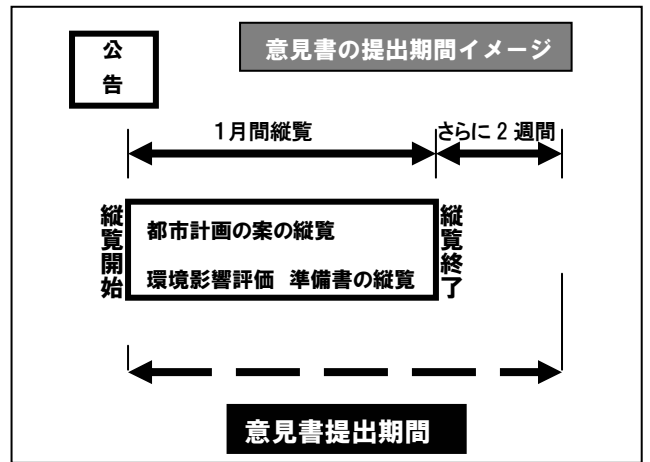 公
告
意見書の提出期間イメージ
1月間縦覧
さらに2週間
縦覧開始
都市計画の案の縦覧
環境影響評価 準備書の縦覧
縦覧終了
意見書提出期間